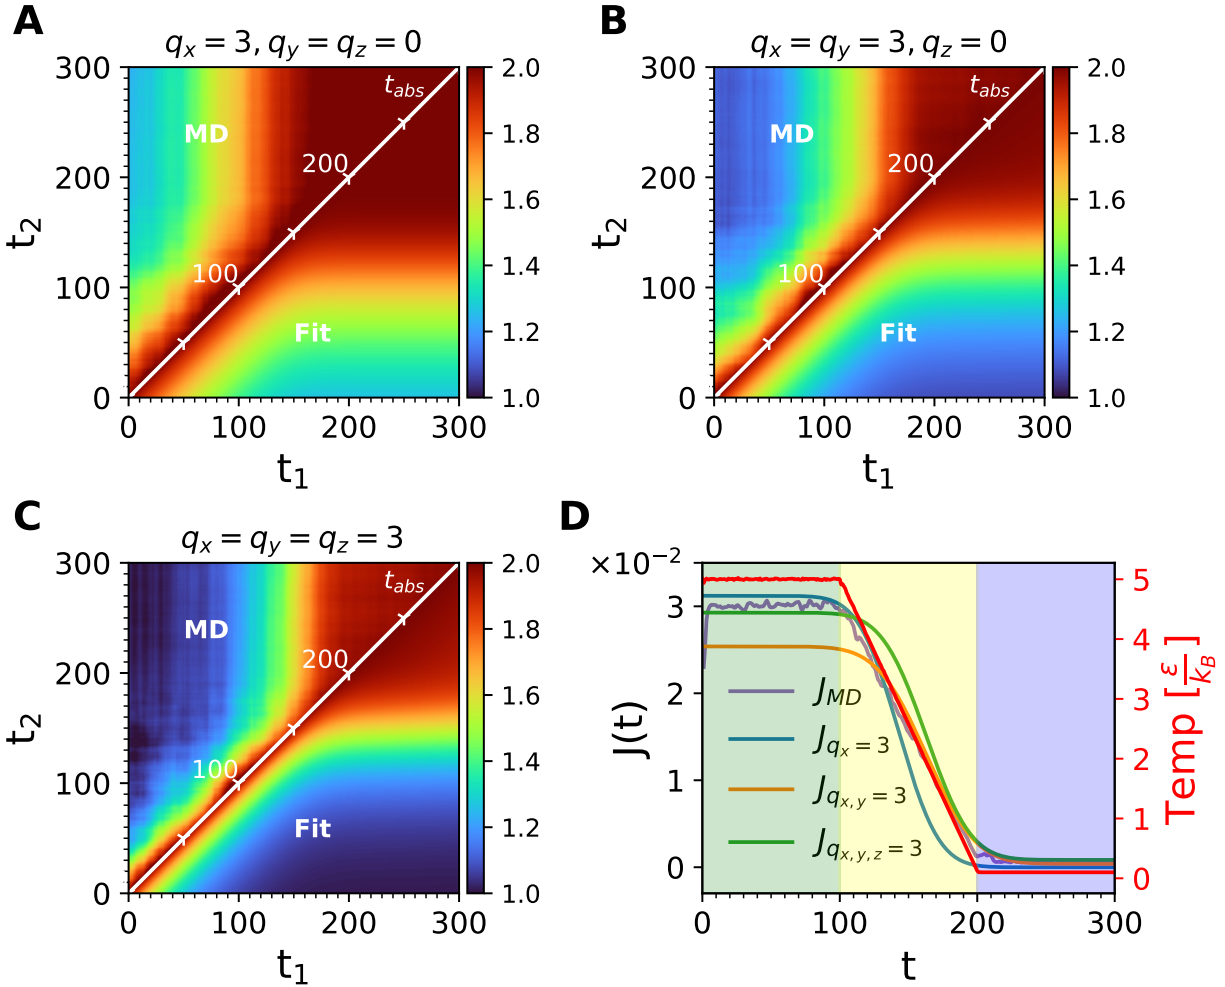 A
q_x = 3, q_y = q_z = 0
300
200
100
0
t_2
MD
Fit
t_abs
200
100
0 100 200 300
t_1
2.0
1.8
1.6
1.4
1.2
1.0
B
q_x = q_y = 3, q_z = 0
300
200
100
0
t_2
MD
Fit
t_abs
200
100
0 100 200 300
t_1
2.0
1.8
1.6
1.4
1.2
1.0
C
q_x = q_y = q_z = 3
300
200
100
0
t_2
MD
Fit
t_abs
200
100
0 100 200 300
t_1
2.0
1.8
1.6
1.4
1.2
1.0
D
×10⁻²
3
2
1
0
J(t)
J_MD
J_{q_x = 3}
J_{q_{x,y} = 3}
J_{q_{x,y,z} = 3}
0 100 200 300
t
5
4
3
2
1
0
Temp [ε/k_B]